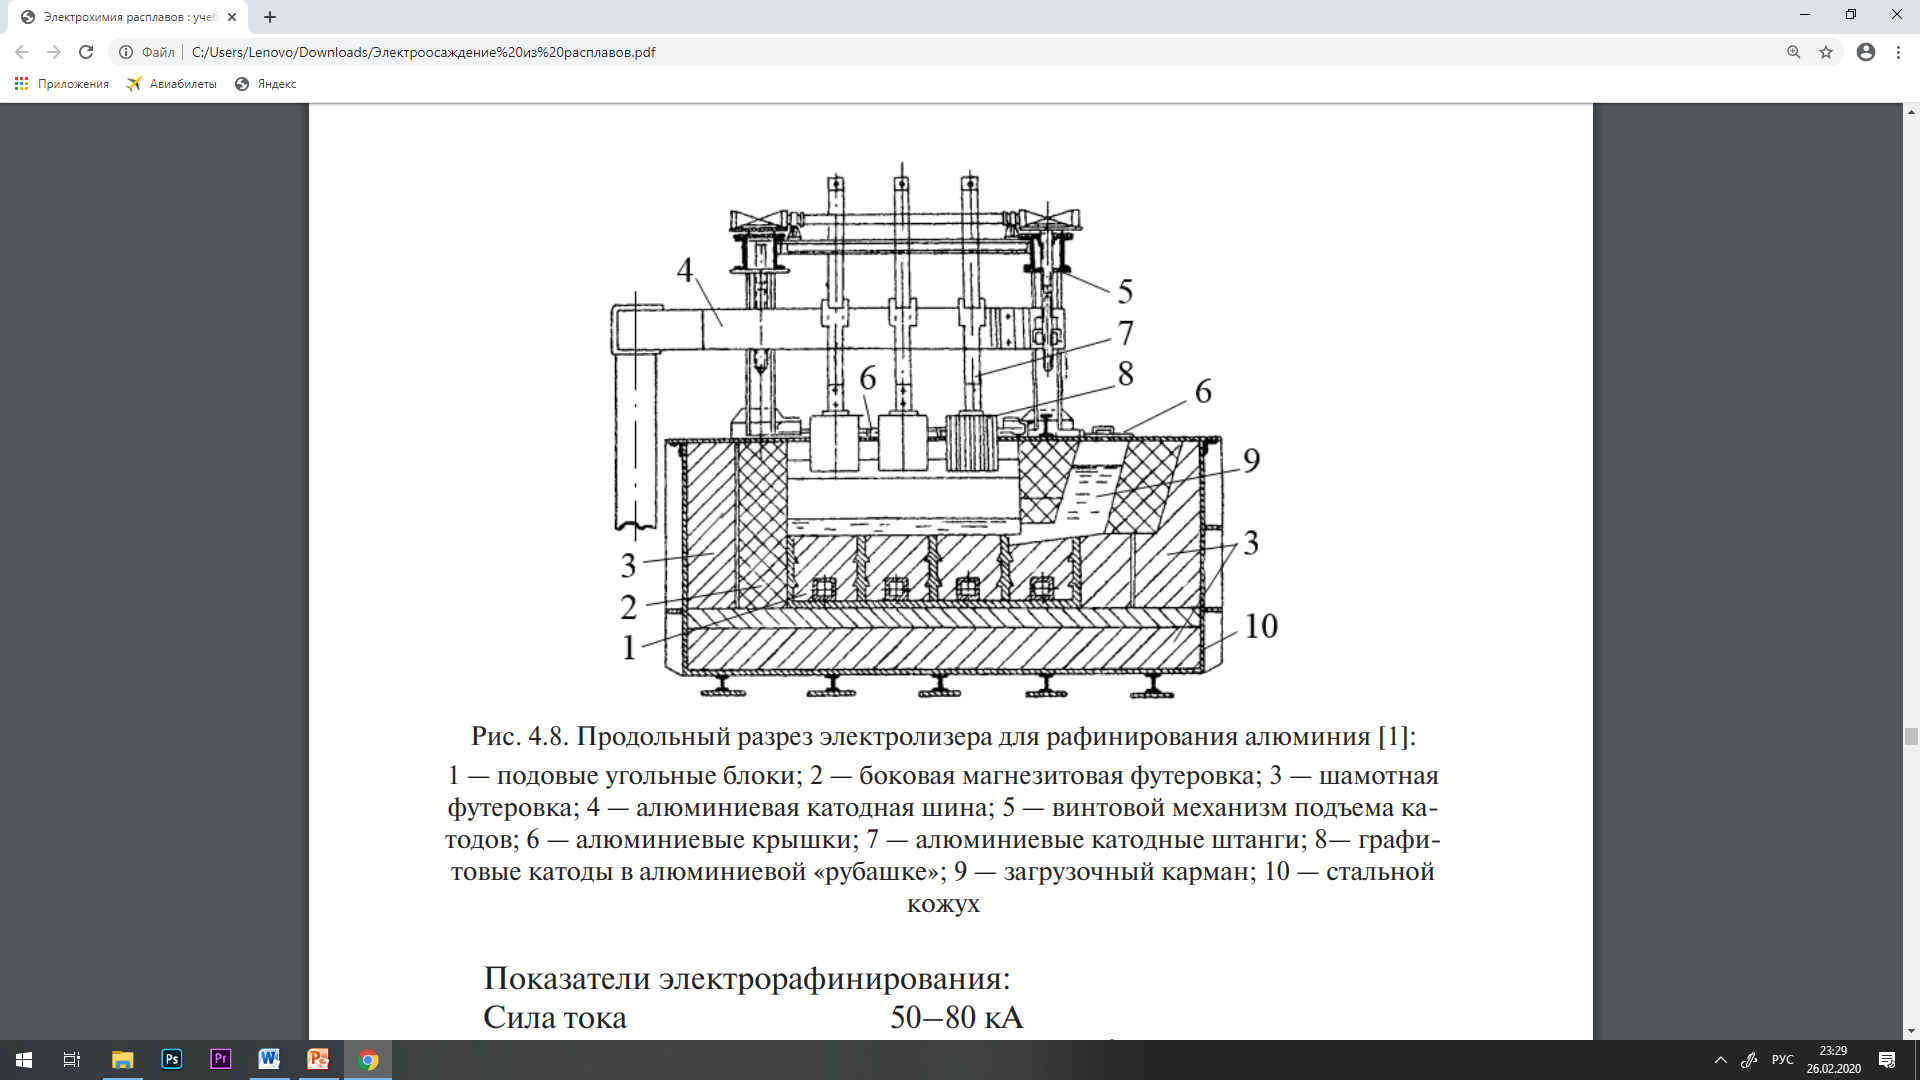 Электрохимия расплавов : учеб
Файл
C:/Users/Lenovo/Downloads/Электроосаждение%20из%20расплавов.pdf
Приложения
Авиабилеты
Яндекс
4
5
7
6
8
6
9
3
3
2
1
10
Рис. 4.8. Продольный разрез электролизера для рафинирования алюминия [1]:
1 — подовые угольные блоки; 2 — боковая магнезитовая футеровка; 3 — шамотная
футеровка; 4 — алюминиевая катодная шина; 5 — винтовой механизм подъема ка-
тодов; 6 — алюминиевые крышки; 7 — алюминиевые катодные штанги; 8— графи-
товые катоды в алюминиевой «рубашке»; 9 — загрузочный карман; 10 — стальной
кожух
Показатели электрорафинирования:
Сила тока 50—80 кА
Ps
Pr
W
P
РУС
23:29
26.02.2020